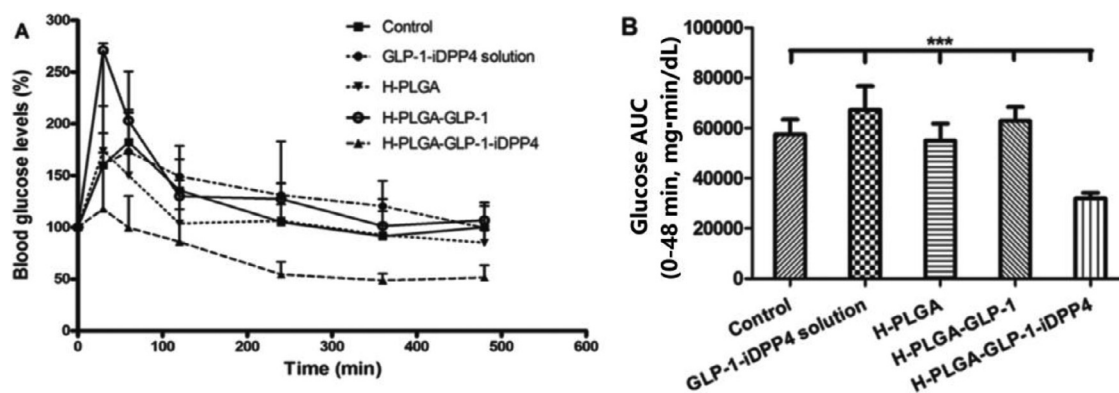 A
Blood glucose levels (%)
300
250
200
150
100
50
0
0
100
200
300
400
500
600
Time (min)
Control
GLP-1-iDPP4 solution
H-PLGA
H-PLGA-GLP-1
H-PLGA-GLP-1-iDPP4
B
Glucose AUC
(0-48 min, mg·min/dL)
80000
60000
40000
20000
0
***
Control
GLP-1-iDPP4 solution
H-PLGA
H-PLGA-GLP-1
H-PLGA-GLP-1-iDPP4